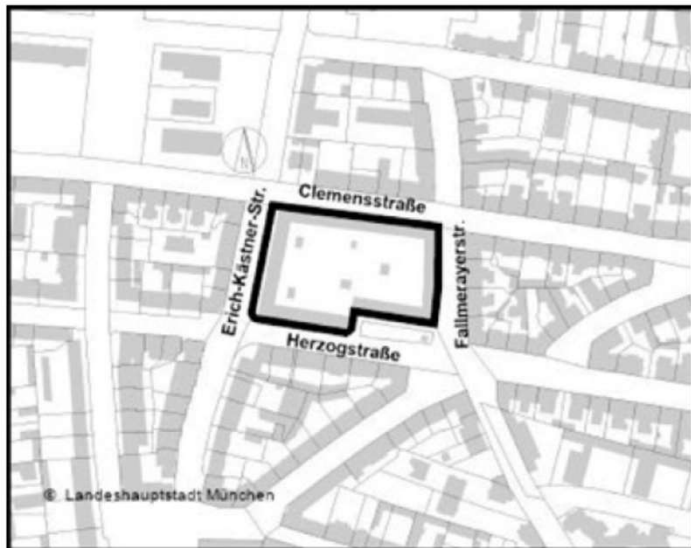 Clemensstraße
Erich-Kästner-Str.
Fallmerayerstr.
Herzogstraße
© Landeshauptstadt München